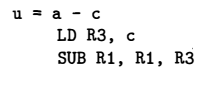 u = a - c
LD R3, c
SUB R1, R1, R3